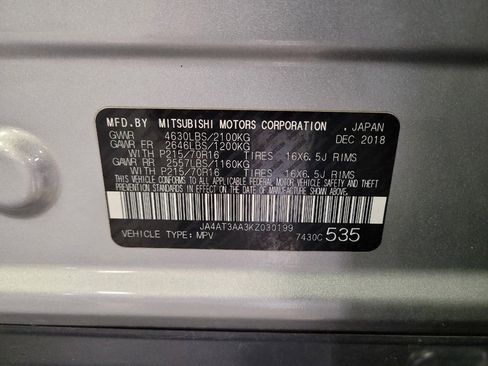 MFD.BY MITSUBISHI MOTORS CORPORATION , JAPAN
GVWR 4630LBS/2100KG DEC 2018
GAWR FR 2646LBS/1200KG
WITH P215/70R16 TIRES 16X6.5J RIMS
GAWR RR 2557LBS/1160KG
WITH P215/70R16 TIRES 16X6.5J RIMS
THIS VEHICLE CONFORMS TO ALL APPLICABLE FEDERAL MOTOR VEHICLE SAFETY AND THEFT
PREVENTION STANDARDS IN EFFECT ON THE DATE OF MANUFACTURE SHOWN ABOVE.
JA4AT3AA3KZ030199
VEHICLE TYPE: MPV 7430C 535